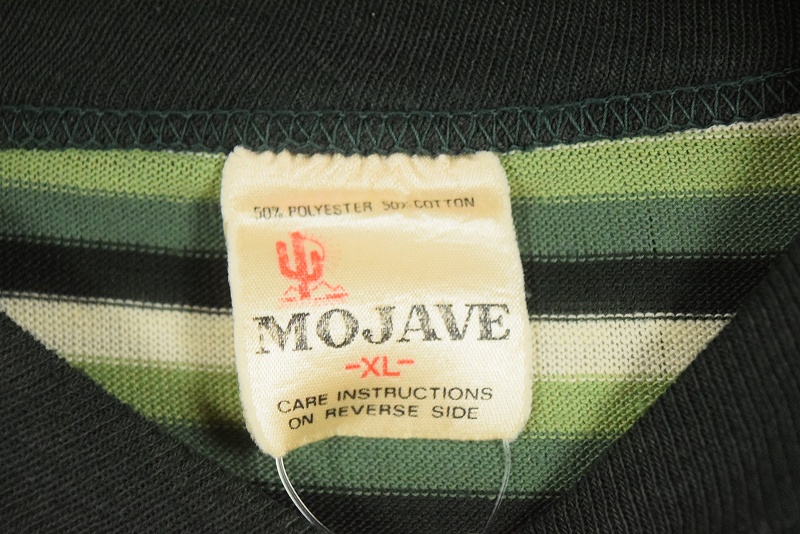 50% POLYESTER 50% COTTON
MOJAVE
-XL-
CARE INSTRUCTIONS
ON REVERSE SIDE